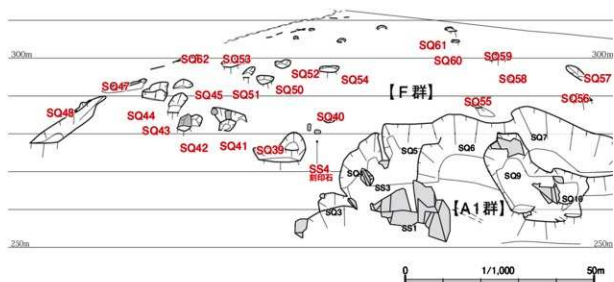 SQ61
300m
SQ62
SQ53
SQ60
SQ59
SQ47
SQ52
SQ54
SQ58
SQ57
SQ45
SQ51
SQ50
【F群】
SQ48
SQ44
SQ55
SQ56
SQ43
SQ40
SQ42
SQ41
SQ39
SQ5
SQ6
SQ7
SS4
刻印石
SQ4
SQ9
SS3
SQ10
SQ3
SS1
【A1群】
250m
0
1/1,000
50m